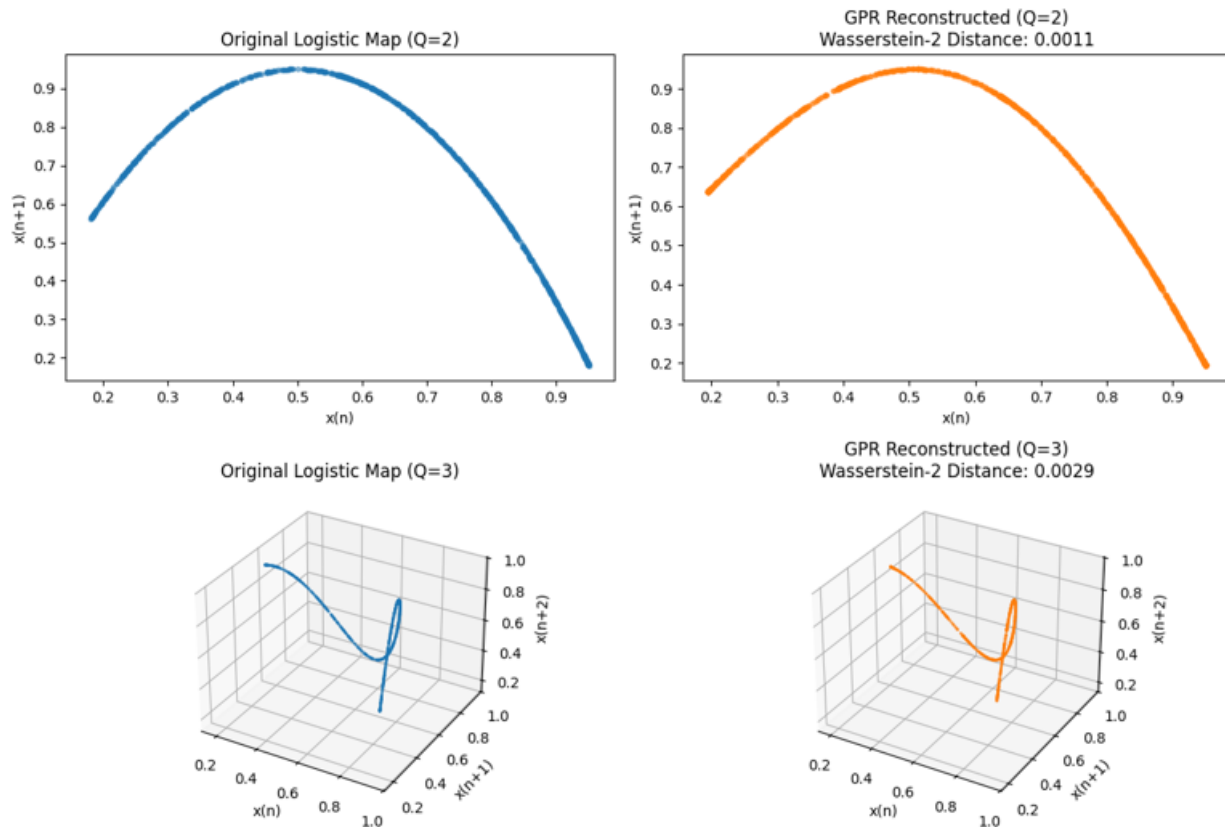 Original Logistic Map (Q=2)
x(n+1)
0.9
0.8
0.7
0.6
0.5
0.4
0.3
0.2
0.2 0.3 0.4 0.5 0.6 0.7 0.8 0.9
x(n)
GPR Reconstructed (Q=2)
Wasserstein-2 Distance: 0.0011
x(n+1)
0.9
0.8
0.7
0.6
0.5
0.4
0.3
0.2
0.2 0.3 0.4 0.5 0.6 0.7 0.8 0.9
x(n)
Original Logistic Map (Q=3)
1.0
0.8
0.6
0.4
0.2
x(n+2)
1.0
0.8
0.6
0.4
0.2
x(n+1)
0.2 0.4 0.6 0.8 1.0
x(n)
GPR Reconstructed (Q=3)
Wasserstein-2 Distance: 0.0029
1.0
0.8
0.6
0.4
0.2
x(n+2)
1.0
0.8
0.6
0.4
0.2
x(n+1)
0.2 0.4 0.6 0.8 1.0
x(n)